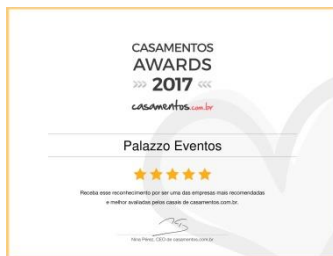 CASAMENTOS
AWARDS
2017
casamentos.com.br
Palazzo Eventos
Receba esse reconhecimento por ser uma das empresas mais recomendadas
e melhor avaliadas pelos casais de casamentos.com.br.
Nina Pérez, CEO de casamentos.com.br